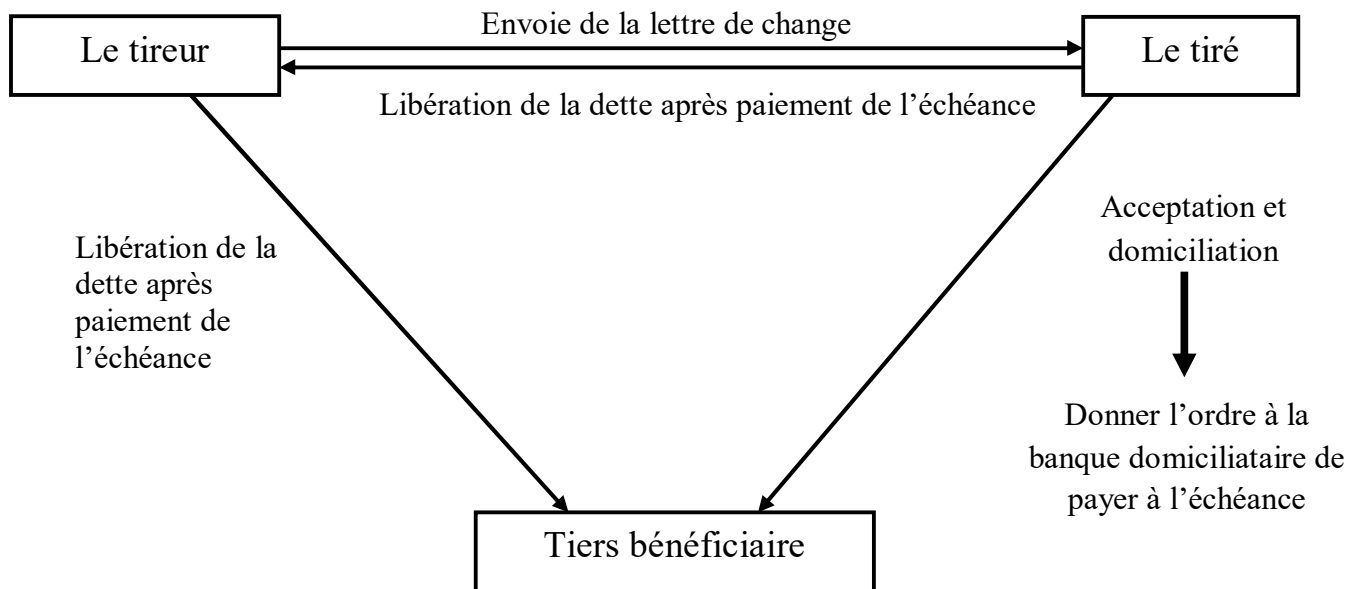 Envoie de la lettre de change
Le tireur
Le tiré
Libération de la dette après paiement de l’échéance
Acceptation et
domiciliation
Libération de la
dette après
paiement de
l’échéance
Donner l’ordre à la
banque domiciliataire de
payer à l’échéance
Tiers bénéficiaire